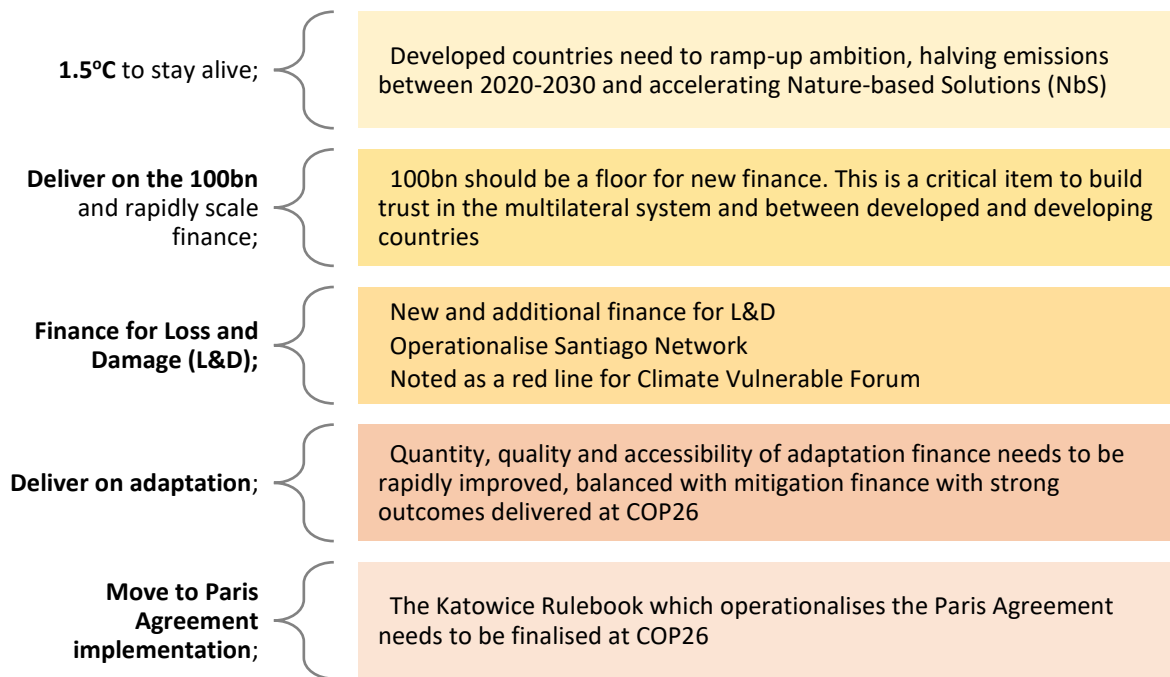 1.5ºC to stay alive;
Developed countries need to ramp-up ambition, halving emissions
between 2020-2030 and accelerating Nature-based Solutions (NbS)
Deliver on the 100bn
and rapidly scale
finance;
100bn should be a floor for new finance. This is a critical item to build
trust in the multilateral system and between developed and developing
countries
Finance for Loss and
Damage (L&D);
New and additional finance for L&D
Operationalise Santiago Network
Noted as a red line for Climate Vulnerable Forum
Deliver on adaptation;
Quantity, quality and accessibility of adaptation finance needs to be
rapidly improved, balanced with mitigation finance with strong
outcomes delivered at COP26
Move to Paris
Agreement
implementation;
The Katowice Rulebook which operationalises the Paris Agreement
needs to be finalised at COP26